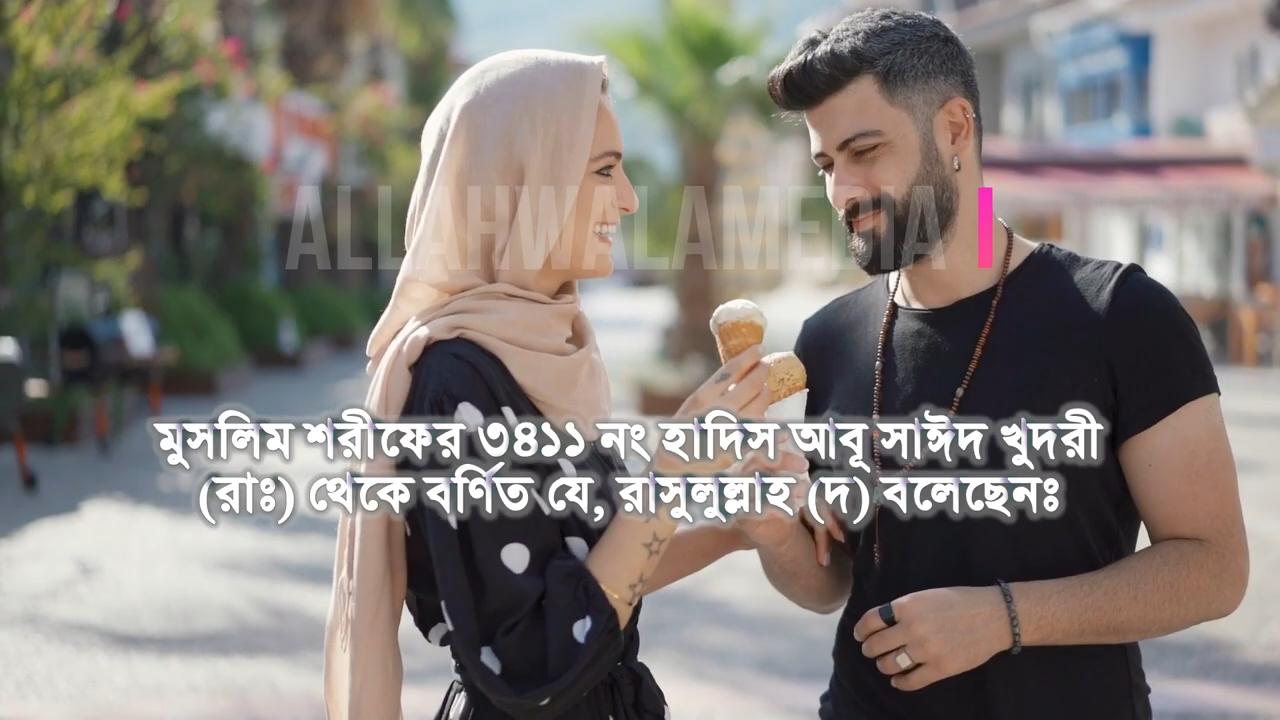 ALLAHWALAMEDIA
মুসলিম শরীফের ৩৪১১ নং হাদিস আবূ সাঈদ খুদরী
(রাঃ) থেকে বর্ণিত যে, রাসুলুল্লাহ (দ) বলেছেনঃ